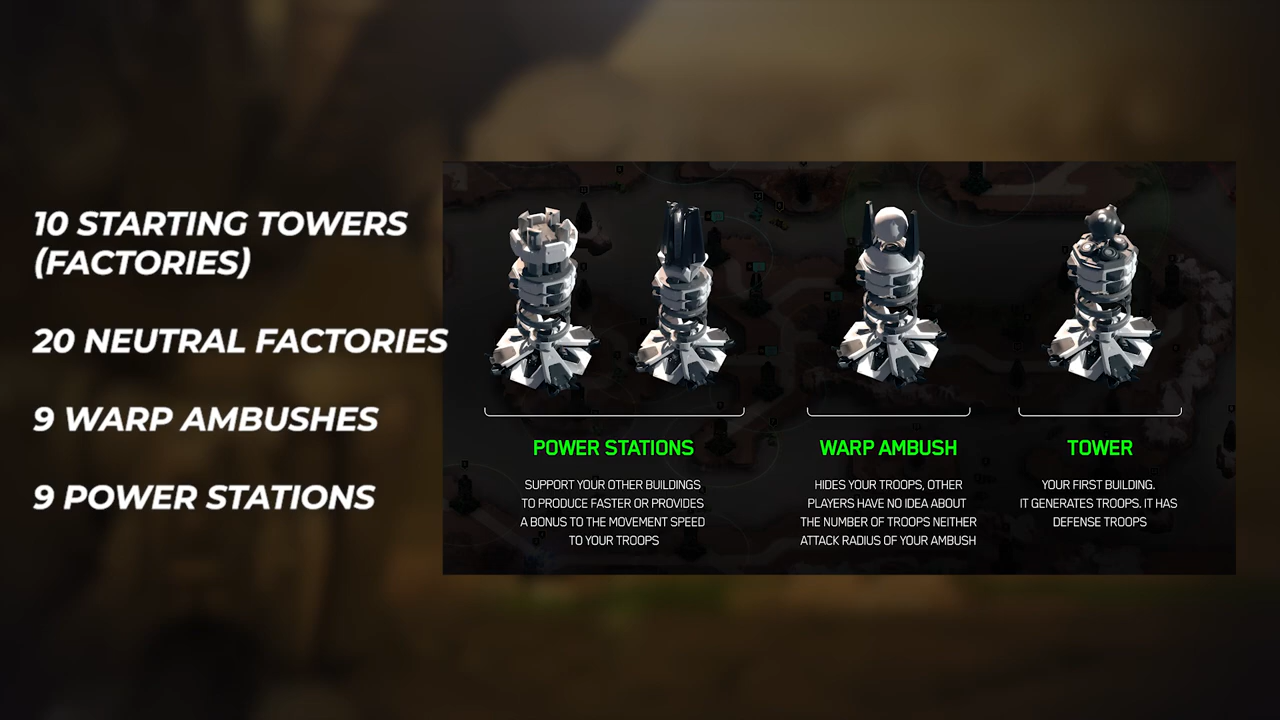 10 STARTING TOWERS
(FACTORIES)
20 NEUTRAL FACTORIES
9 WARP AMBUSHES
9 POWER STATIONS
POWER STATIONS
SUPPORT YOUR OTHER BUILDINGS
TO PRODUCE FASTER OR PROVIDES
A BONUS TO THE MOVEMENT SPEED
TO YOUR TROOPS
WARP AMBUSH
HIDES YOUR TROOPS, OTHER
PLAYERS HAVE NO IDEA ABOUT
THE NUMBER OF TROOPS NEITHER
ATTACK RADIUS OF YOUR AMBUSH
TOWER
YOUR FIRST BUILDING.
IT GENERATES TROOPS. IT HAS
DEFENSE TROOPS